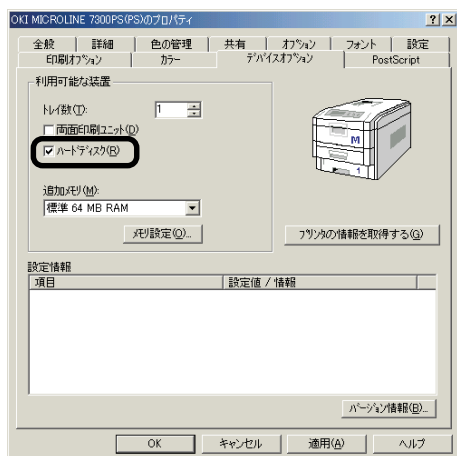 OKI MICROLINE 7300PS(PS)のプロパティ
全般 詳細 色の管理 共有 オプション フォント 設定
印刷オプション カラー デバイスオプション PostScript
利用可能な装置
トレイ数(T): 1
両面印刷ユニット(D)
ハードディスク(R)
追加メモリ(M):
標準 64 MB RAM
メモリ設定(O)...
プリンタの情報を取得する(G)
M
1
設定情報
項目 設定値 / 情報
バージョン情報(B)...
OK キャンセル 適用(A) ヘルプ